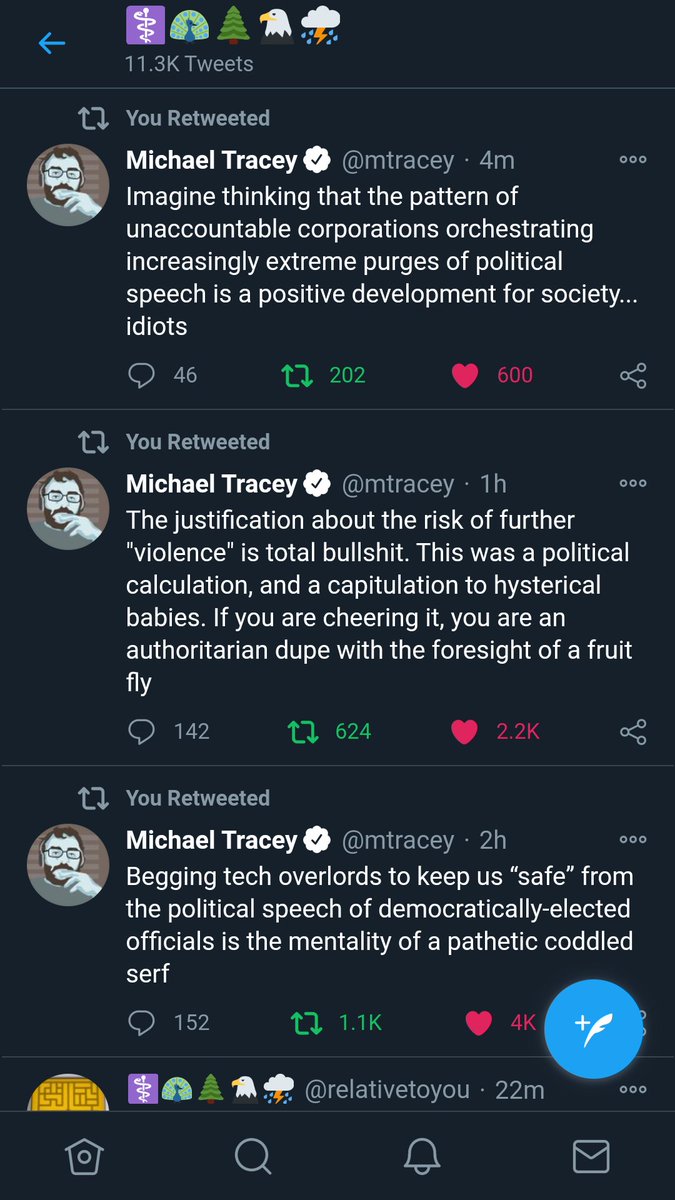 ⚕️🦚🌲🦅⛈️
11.3K Tweets
You Retweeted
Michael Tracey @mtracey · 4m
Imagine thinking that the pattern of
unaccountable corporations orchestrating
increasingly extreme purges of political
speech is a positive development for society...
idiots
46 202 600
You Retweeted
Michael Tracey @mtracey · 1h
The justification about the risk of further
"violence" is total bullshit. This was a political
calculation, and a capitulation to hysterical
babies. If you are cheering it, you are an
authoritarian dupe with the foresight of a fruit
fly
142 624 2.2K
You Retweeted
Michael Tracey @mtracey · 2h
Begging tech overlords to keep us “safe” from
the political speech of democratically-elected
officials is the mentality of a pathetic coddled
serf
152 1.1K 4K
⚕️🦚🌲🦅⛈️ @relativetoyou · 22m